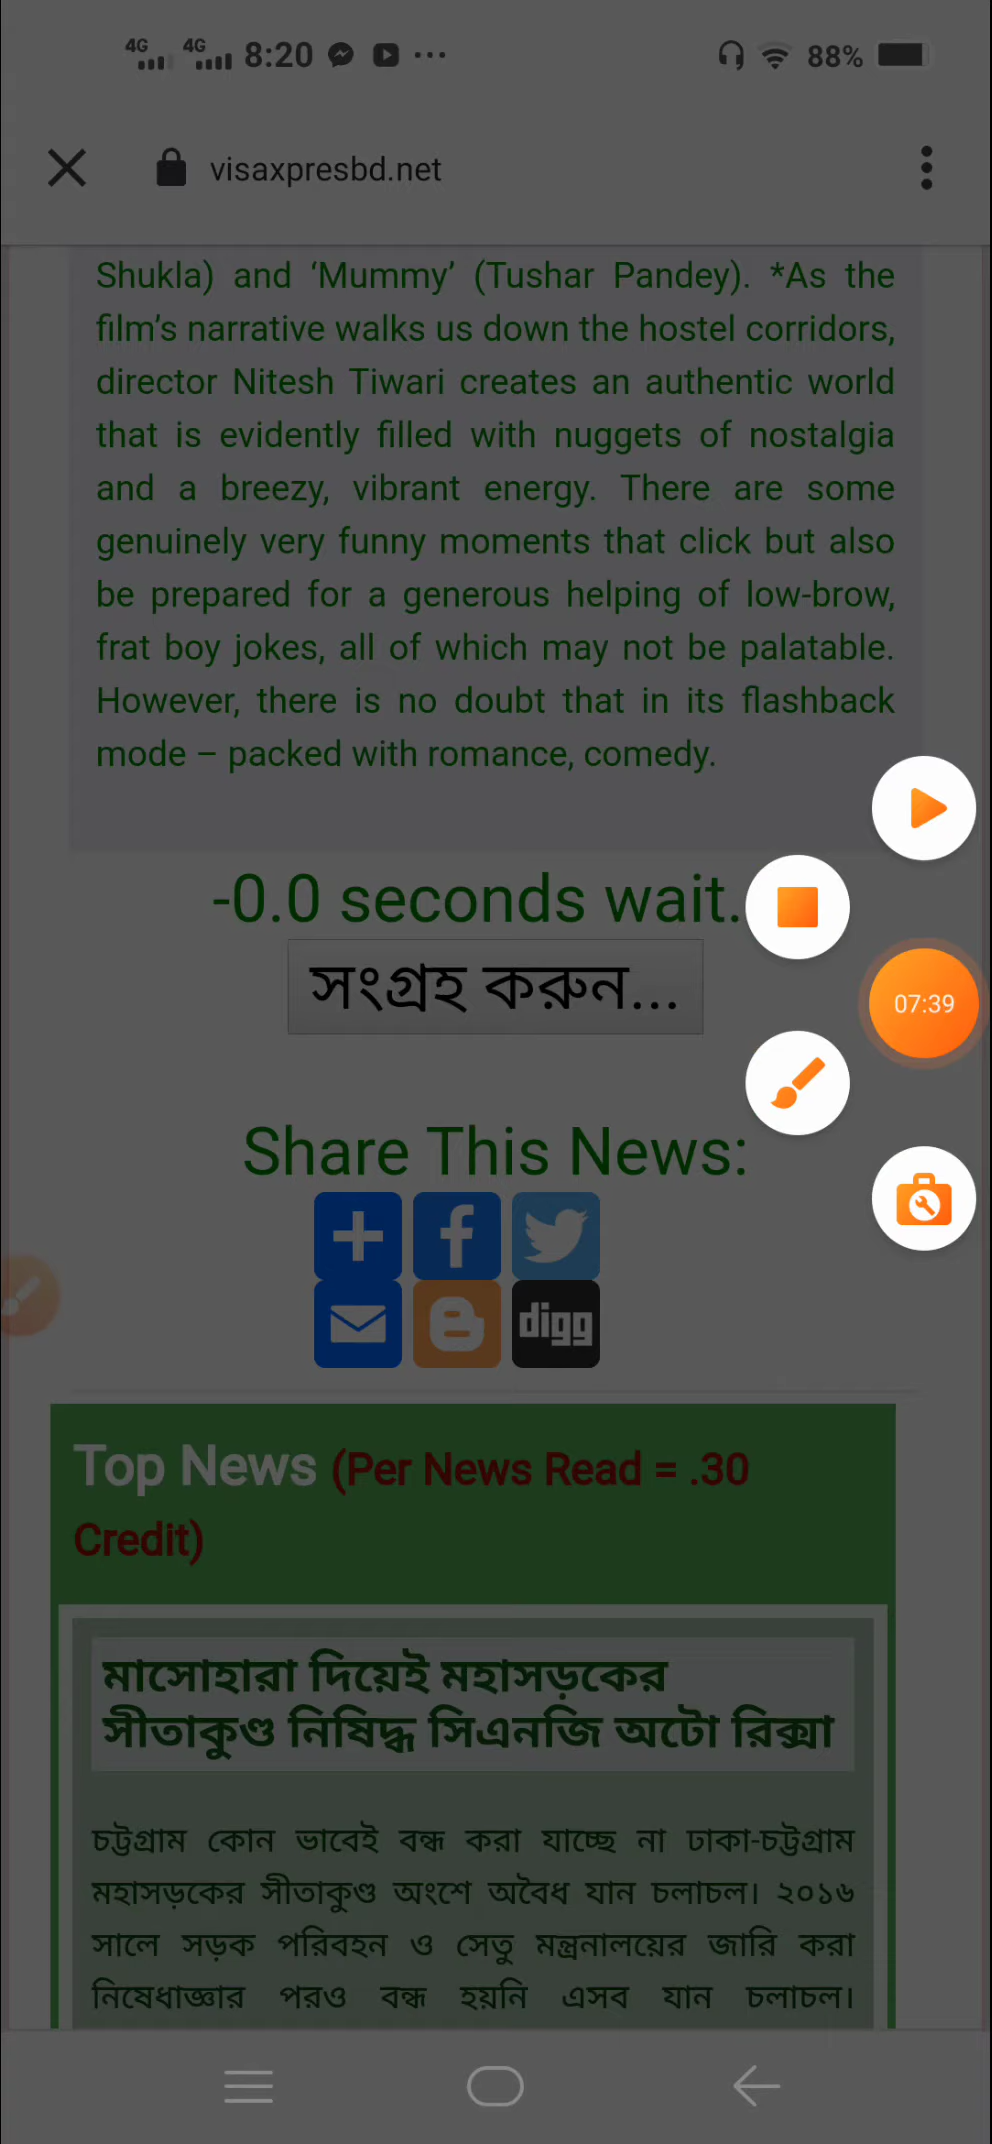 4G 4G 8:20 88%
visaxpresbd.net
Shukla) and ‘Mummy’ (Tushar Pandey). *As the
film’s narrative walks us down the hostel corridors,
director Nitesh Tiwari creates an authentic world
that is evidently filled with nuggets of nostalgia
and a breezy, vibrant energy. There are some
genuinely very funny moments that click but also
be prepared for a generous helping of low-brow,
frat boy jokes, all of which may not be palatable.
However, there is no doubt that in its flashback
mode – packed with romance, comedy.
-0.0 seconds wait.
সংগ্রহ করুন...
07:39
Share This News:
digg
Top News (Per News Read = .30
Credit)
মাসোহারা দিয়েই মহাসড়কের
সীতাকুণ্ড নিষিদ্ধ সিএনজি অটো রিক্সা
চট্টগ্রাম কোন ভাবেই বন্ধ করা যাচ্ছে না ঢাকা-চট্টগ্রাম
মহাসড়কের সীতাকুণ্ড অংশে অবৈধ যান চলাচল। ২০১৬
সালে সড়ক পরিবহন ও সেতু মন্ত্রনালয়ের জারি করা
নিষেধাজ্ঞার পরও বন্ধ হয়নি এসব যান চলাচল।